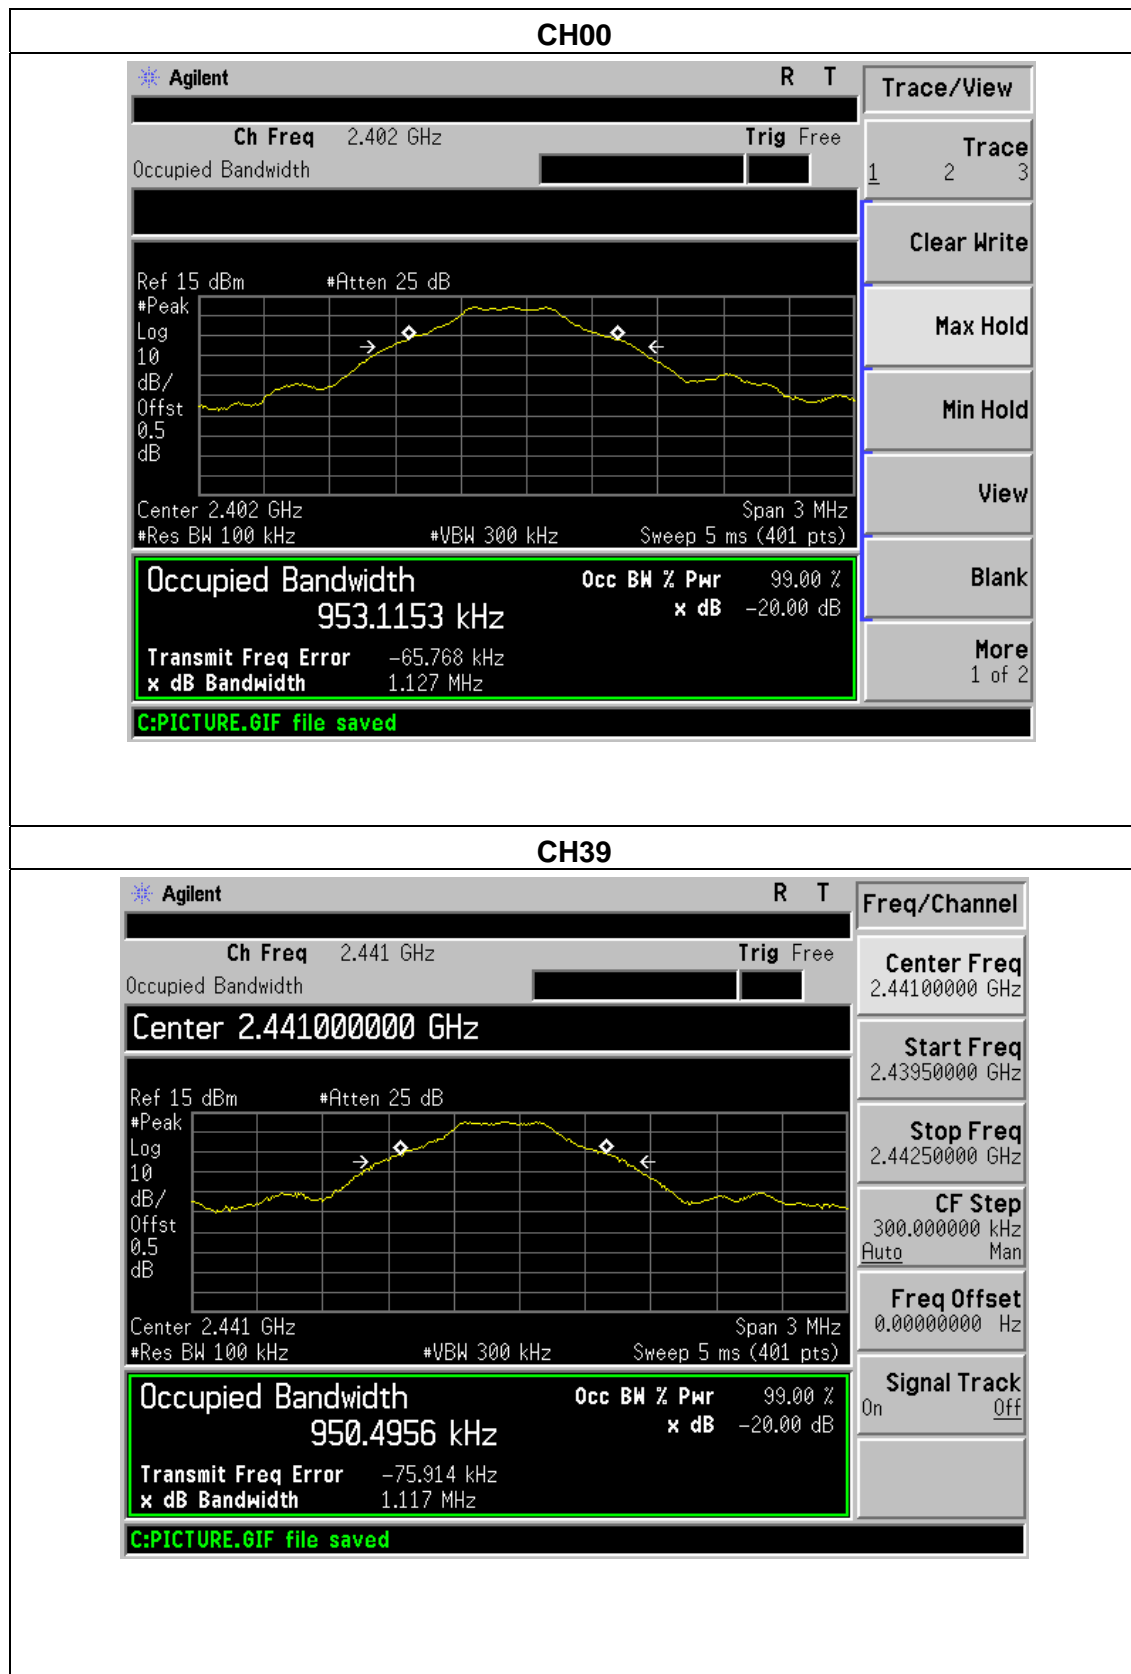 CH00
Agilent R T
Trace/View
Ch Freq 2.402 GHz Trig Free
Occupied Bandwidth
Trace
1 2 3
Clear Write
Ref 15 dBm #Atten 25 dB
#Peak
Log
10
dB/
Offst
0.5
dB
Max Hold
Min Hold
View
Center 2.402 GHz Span 3 MHz
#Res BW 100 kHz #VBW 300 kHz Sweep 5 ms (401 pts)
Occupied Bandwidth Occ BW % Pwr 99.00 %
953.1153 kHz x dB -20.00 dB
Blank
Transmit Freq Error -65.768 kHz
x dB Bandwidth 1.127 MHz
More
1 of 2
C:PICTURE.GIF file saved
CH39
Agilent R T
Freq/Channel
Ch Freq 2.441 GHz Trig Free
Occupied Bandwidth
Center Freq
2.44100000 GHz
Center 2.441000000 GHz
Start Freq
2.43950000 GHz
Ref 15 dBm #Atten 25 dB
#Peak
Log
10
dB/
Offst
0.5
dB
Stop Freq
2.44250000 GHz
CF Step
300.000000 kHz
Auto Man
Freq Offset
0.00000000 Hz
Center 2.441 GHz Span 3 MHz
#Res BW 100 kHz #VBW 300 kHz Sweep 5 ms (401 pts)
Signal Track
On Off
Occupied Bandwidth Occ BW % Pwr 99.00 %
950.4956 kHz x dB -20.00 dB
Transmit Freq Error -75.914 kHz
x dB Bandwidth 1.117 MHz
C:PICTURE.GIF file saved